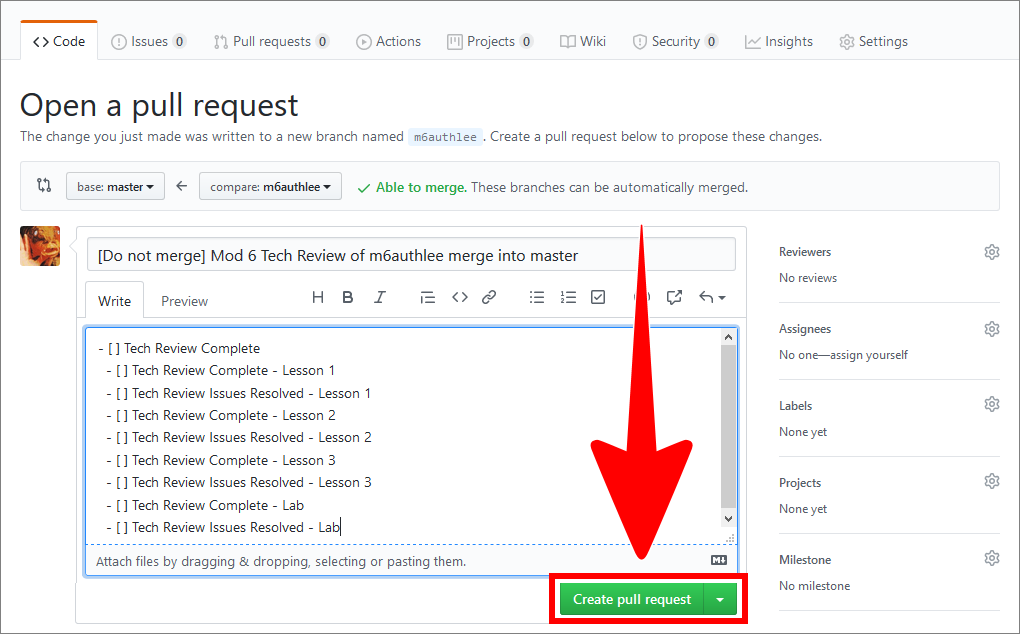 Code Issues 0 Pull requests 0 Actions Projects 0 Wiki Security 0 Insights Settings
Open a pull request
The change you just made was written to a new branch named m6authlee. Create a pull request below to propose these changes.
base: master compare: m6authlee Able to merge. These branches can be automatically merged.
[Do not merge] Mod 6 Tech Review of m6authlee merge into master
Write Preview
- [ ] Tech Review Complete
- [ ] Tech Review Complete - Lesson 1
- [ ] Tech Review Issues Resolved - Lesson 1
- [ ] Tech Review Complete - Lesson 2
- [ ] Tech Review Issues Resolved - Lesson 2
- [ ] Tech Review Complete - Lesson 3
- [ ] Tech Review Issues Resolved - Lesson 3
- [ ] Tech Review Complete - Lab
- [ ] Tech Review Issues Resolved - Lab
Attach files by dragging & dropping, selecting or pasting them.
Create pull request
Reviewers
No reviews
Assignees
No one—assign yourself
Labels
None yet
Projects
None yet
Milestone
No milestone